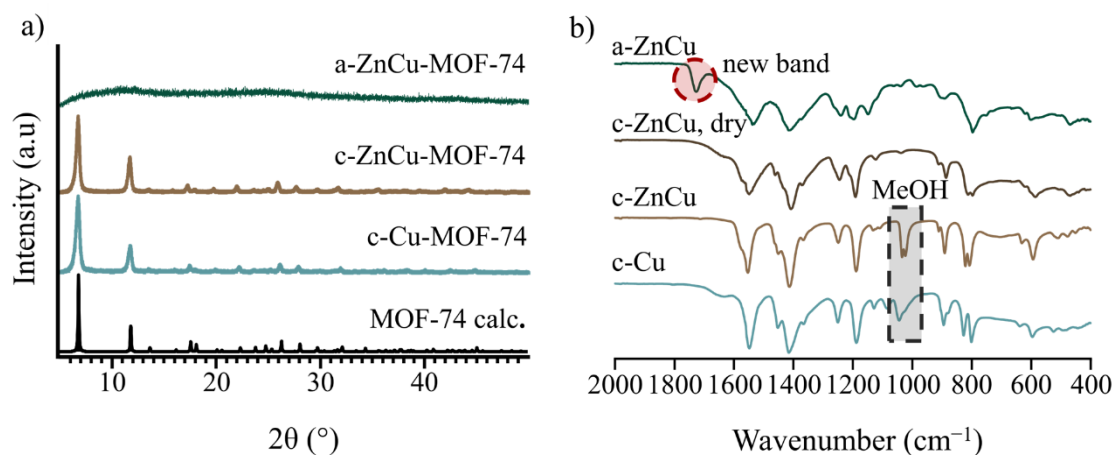 a)
Intensity (a.u)
a-ZnCu-MOF-74
c-ZnCu-MOF-74
c-Cu-MOF-74
MOF-74 calc.
10 20 30 40
2θ (°)
b)
a-ZnCu
new band
c-ZnCu, dry
MeOH
c-ZnCu
c-Cu
2000 1800 1600 1400 1200 1000 800 600 400
Wavenumber (cm⁻¹)